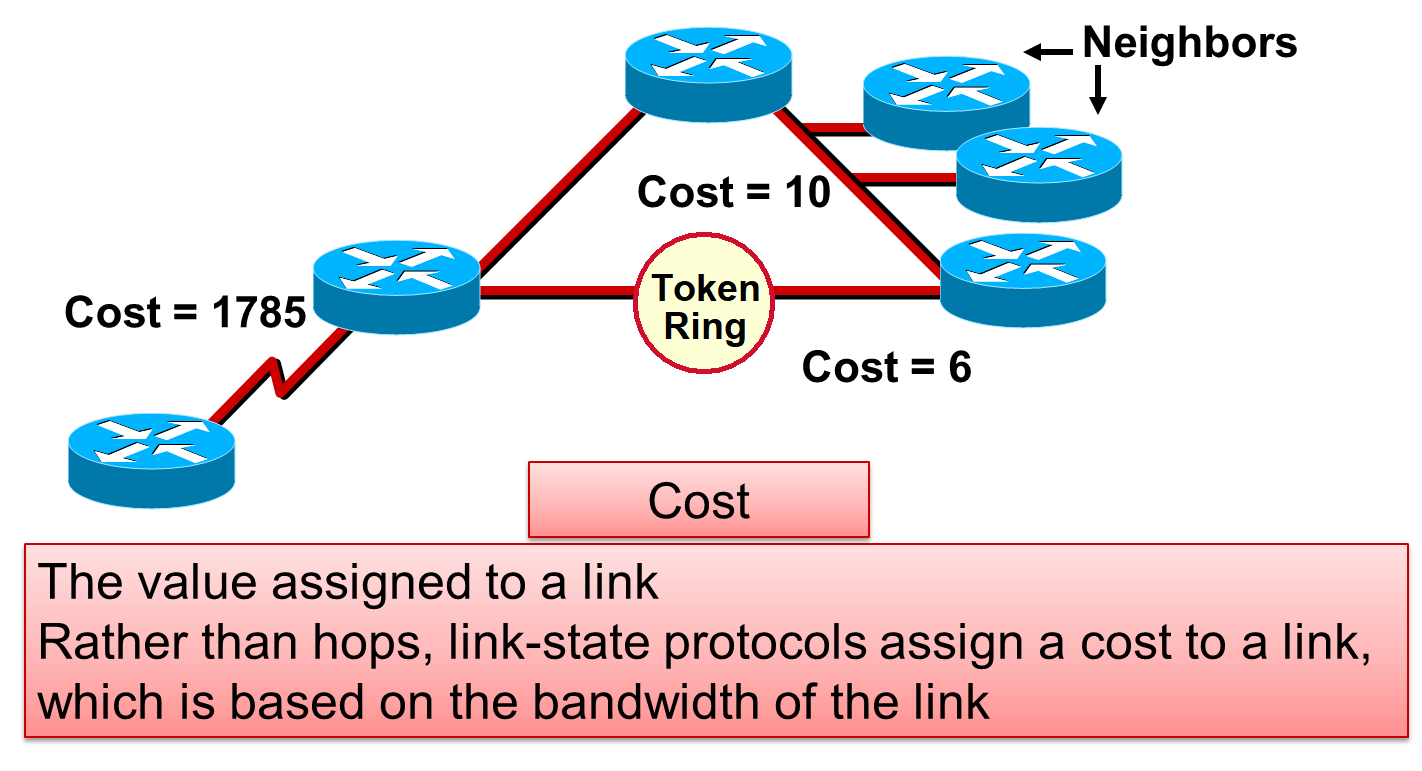 Neighbors
Cost = 10
Token
Ring
Cost = 1785
Cost = 6
Cost
The value assigned to a link
Rather than hops, link-state protocols assign a cost to a link,
which is based on the bandwidth of the link